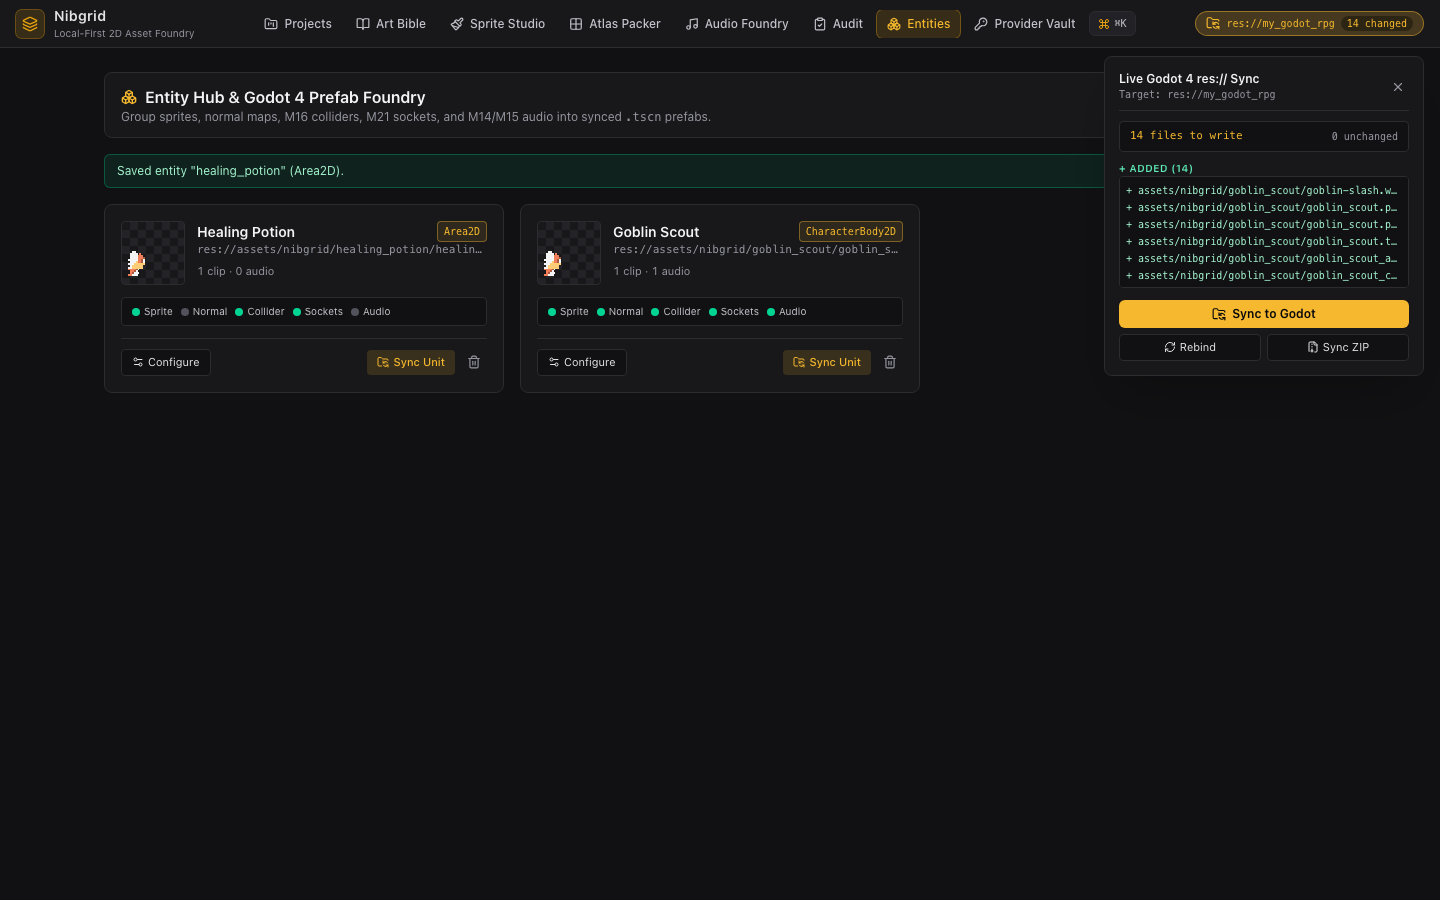 Nibgrid
Local-First 2D Asset Foundry
Projects
Art Bible
Sprite Studio
Atlas Packer
Audio Foundry
Audit
Entities
Provider Vault
⌘ ⌘K
res://my_godot_rpg 14 changed
Entity Hub & Godot 4 Prefab Foundry
Group sprites, normal maps, M16 colliders, M21 sockets, and M14/M15 audio into synced .tscn prefabs.
Saved entity "healing_potion" (Area2D).
Healing Potion
Area2D
res://assets/nibgrid/healing_potion/healin…
1 clip · 0 audio
Sprite Normal Collider Sockets Audio
Configure
Sync Unit
Goblin Scout
CharacterBody2D
res://assets/nibgrid/goblin_scout/goblin_s…
1 clip · 1 audio
Sprite Normal Collider Sockets Audio
Configure
Sync Unit
Live Godot 4 res:// Sync
Target: res://my_godot_rpg
14 files to write
0 unchanged
+ ADDED (14)
+ assets/nibgrid/goblin_scout/goblin-slash.w…
+ assets/nibgrid/goblin_scout/goblin_scout.p…
+ assets/nibgrid/goblin_scout/goblin_scout.p…
+ assets/nibgrid/goblin_scout/goblin_scout.t…
+ assets/nibgrid/goblin_scout/goblin_scout_a…
+ assets/nibgrid/goblin_scout/goblin_scout_c…
Sync to Godot
Rebind
Sync ZIP